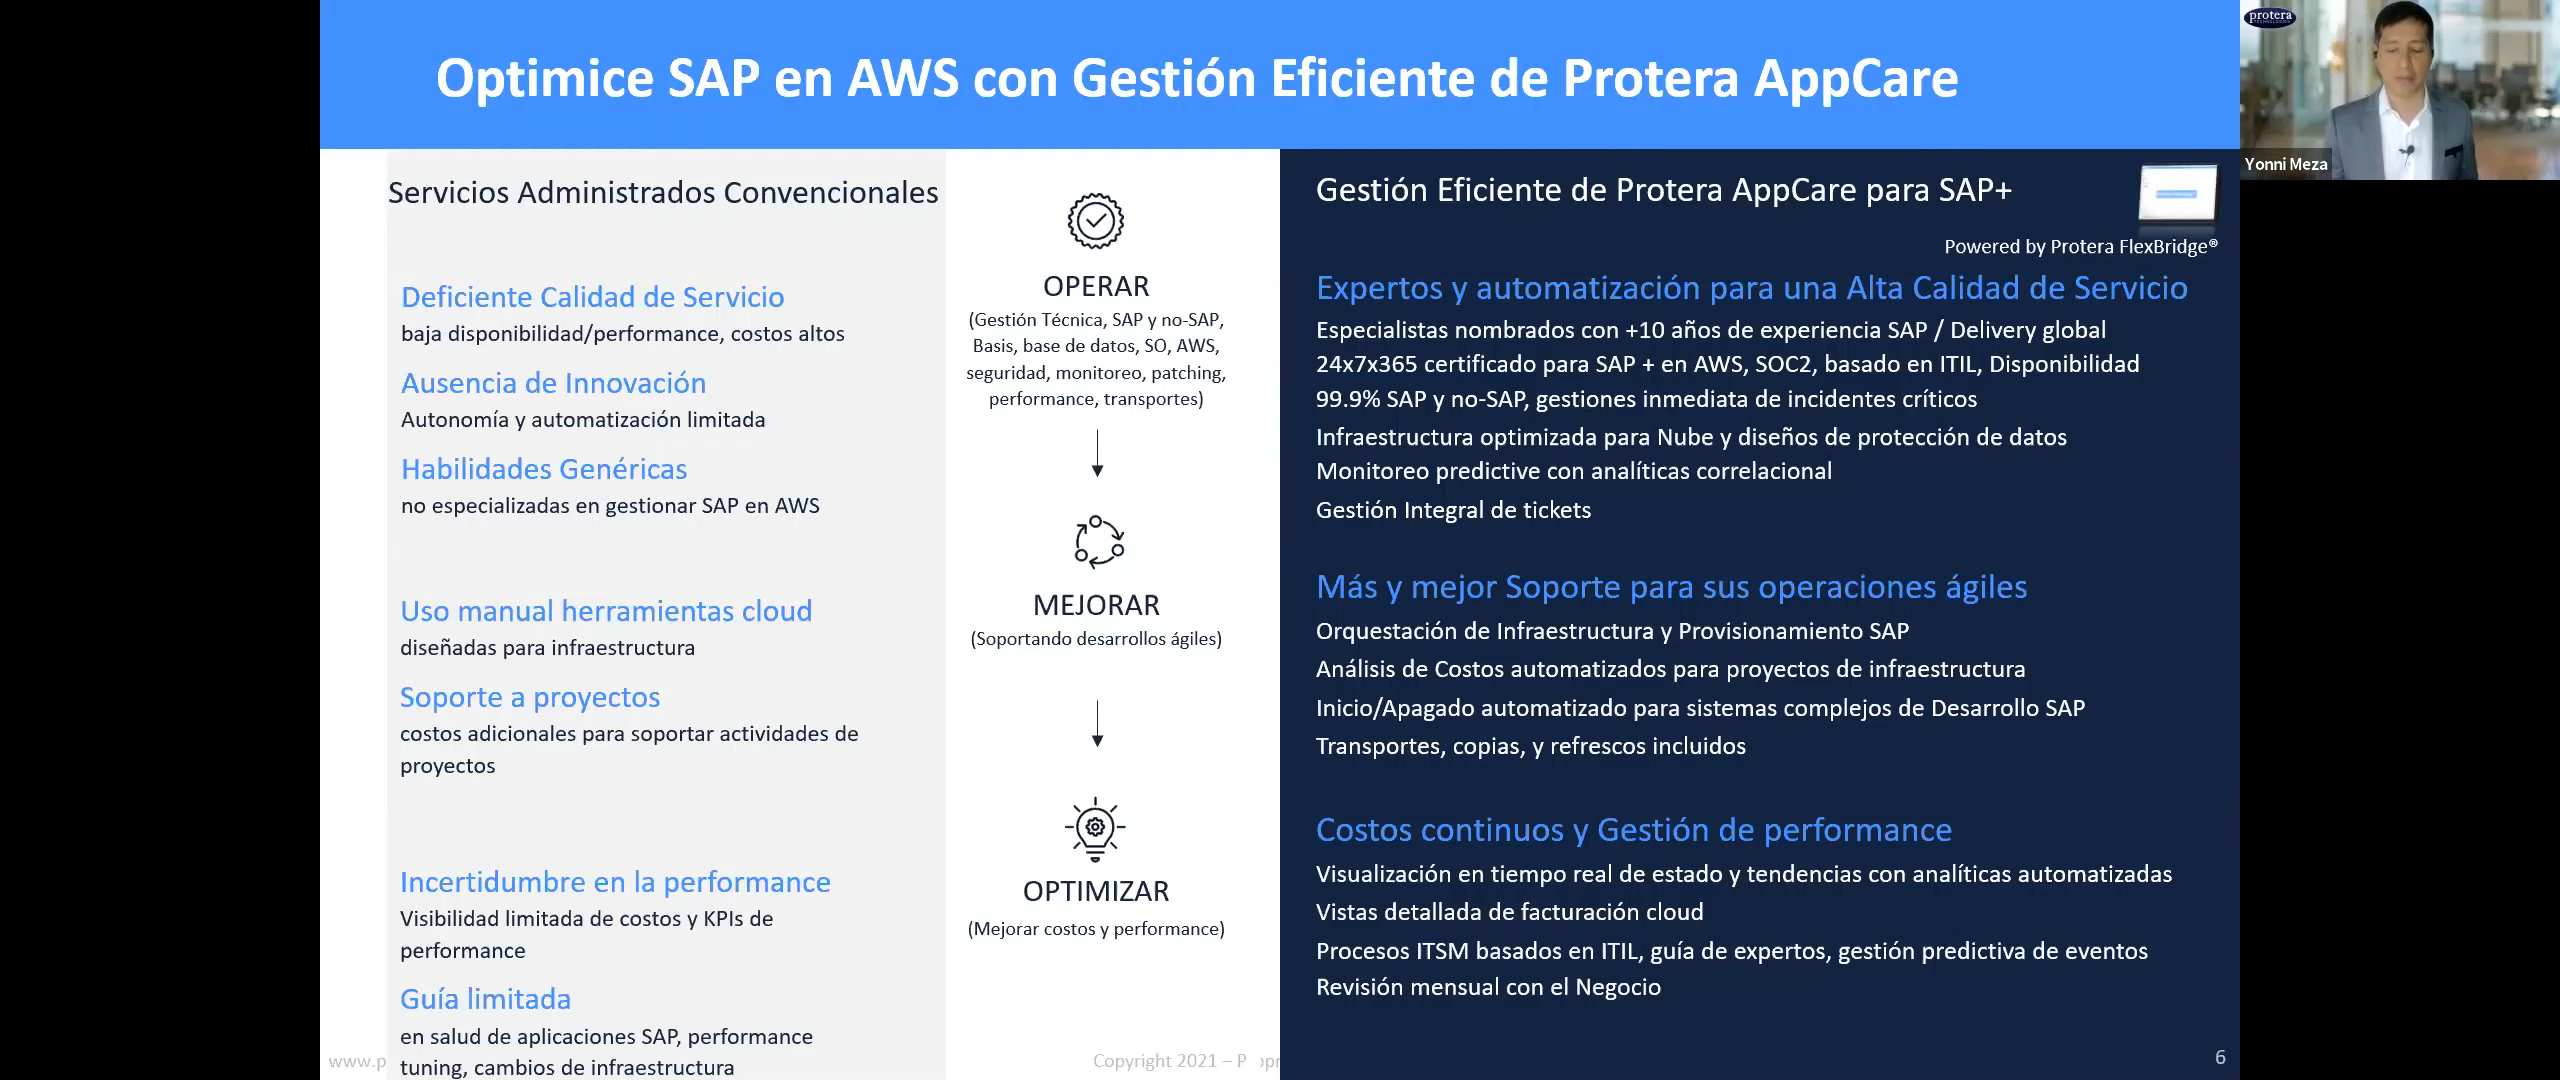 Optimice SAP en AWS con Gestión Eficiente de Protera AppCare
protera
Yonni Meza
Servicios Administrados Convencionales
Deficiente Calidad de Servicio
baja disponibilidad/performance, costos altos
Ausencia de Innovación
Autonomía y automatización limitada
Habilidades Genéricas
no especializadas en gestionar SAP en AWS
Uso manual herramientas cloud
diseñadas para infraestructura
Soporte a proyectos
costos adicionales para soportar actividades de
proyectos
Incertidumbre en la performance
Visibilidad limitada de costos y KPIs de
performance
Guía limitada
en salud de aplicaciones SAP, performance
tuning, cambios de infraestructura
OPERAR
(Gestión Técnica, SAP y no-SAP,
Basis, base de datos, SO, AWS,
seguridad, monitoreo, patching,
performance, transportes)
MEJORAR
(Soportando desarrollos ágiles)
OPTIMIZAR
(Mejorar costos y performance)
Gestión Eficiente de Protera AppCare para SAP+
Powered by Protera FlexBridge®
Expertos y automatización para una Alta Calidad de Servicio
Especialistas nombrados con +10 años de experiencia SAP / Delivery global
24x7x365 certificado para SAP + en AWS, SOC2, basado en ITIL, Disponibilidad
99.9% SAP y no-SAP, gestiones inmediata de incidentes críticos
Infraestructura optimizada para Nube y diseños de protección de datos
Monitoreo predictive con analíticas correlacional
Gestión Integral de tickets
Más y mejor Soporte para sus operaciones ágiles
Orquestación de Infraestructura y Provisionamiento SAP
Análisis de Costos automatizados para proyectos de infraestructura
Inicio/Apagado automatizado para sistemas complejos de Desarrollo SAP
Transportes, copias, y refrescos incluidos
Costos continuos y Gestión de performance
Visualización en tiempo real de estado y tendencias con analíticas automatizadas
Vistas detallada de facturación cloud
Procesos ITSM basados en ITIL, guía de expertos, gestión predictiva de eventos
Revisión mensual con el Negocio
www.p
Copyright 2021 – P
6